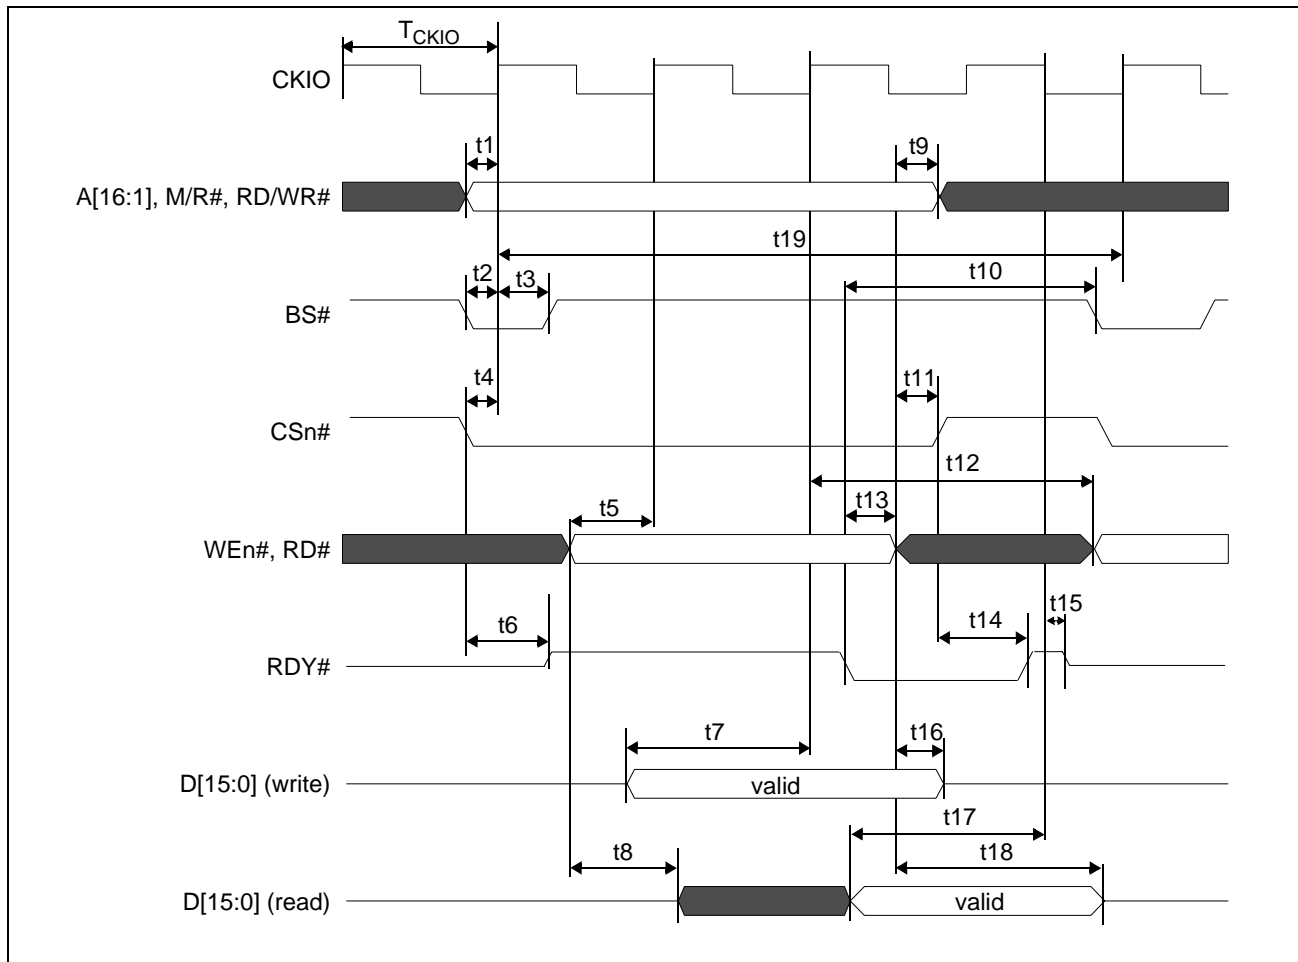 TCKIO
CKIO
t1
t9
A[16:1], M/R#, RD/WR#
t19
t2
t3
t10
BS#
t4
t11
CSn#
t12
t13
t5
WEn#, RD#
t15
t6
t14
RDY#
t7
t16
D[15:0] (write)
valid
t17
t8
t18
D[15:0] (read)
valid